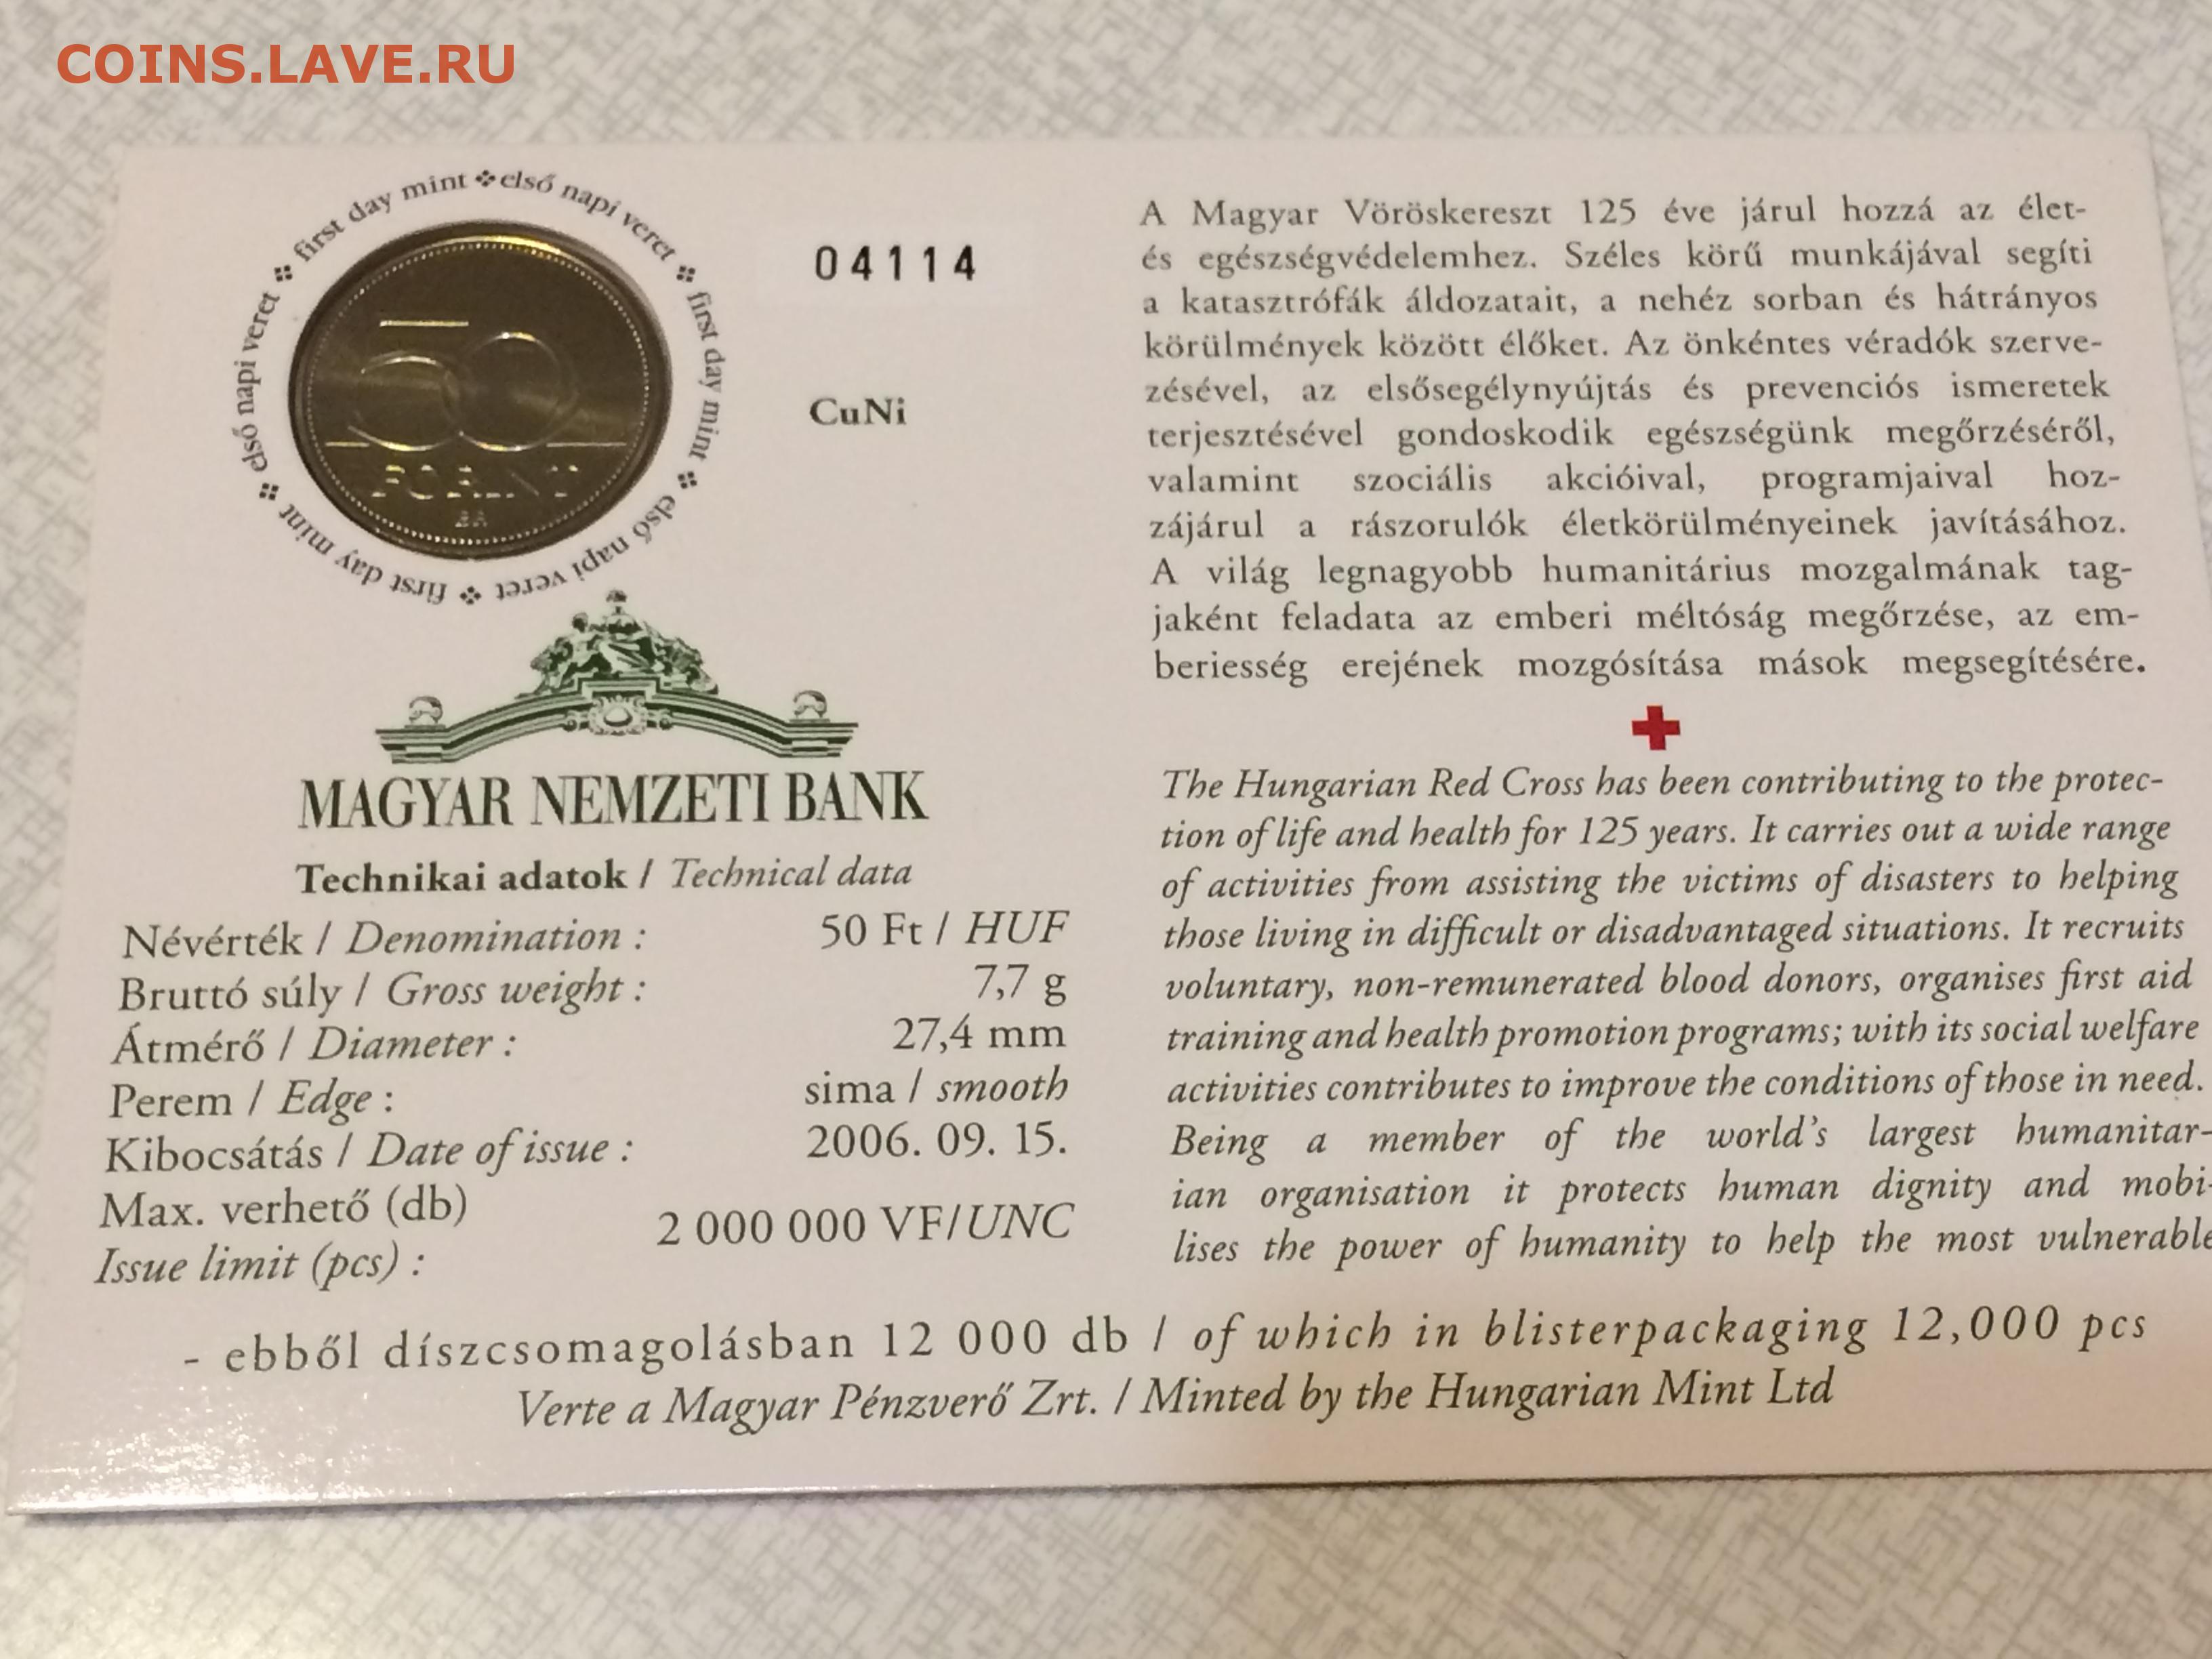 COINS.LAVE.RU
first day mint ❖ első napi veret ❖ first day mint ❖ első napi veret ❖ first day mint ❖ első napi veret ❖
50
FORINT
BP
04114
CuNi
MAGYAR NEMZETI BANK
Technikai adatok / Technical data
Névérték / Denomination : 50 Ft / HUF
Bruttó súly / Gross weight : 7,7 g
Átmérő / Diameter : 27,4 mm
Perem / Edge : sima / smooth
Kibocsátás / Date of issue : 2006. 09. 15.
Max. verhető (db)
Issue limit (pcs) : 2 000 000 VF/UNC
A Magyar Vöröskereszt 125 éve járul hozzá az élet-
és egészségvédelemhez. Széles körű munkájával segíti
a katasztrófák áldozatait, a nehéz sorban és hátrányos
körülmények között élőket. Az önkéntes véradók szerve-
zésével, az elsősegélynyújtás és prevenciós ismeretek
terjesztésével gondoskodik egészségünk megőrzéséről,
valamint szociális akcióival, programjaival hoz-
zájárul a rászorulók életkörülményeinek javításához.
A világ legnagyobb humanitárius mozgalmának tag-
jaként feladata az emberi méltóság megőrzése, az em-
beriesség erejének mozgósítása mások megsegítésére.
The Hungarian Red Cross has been contributing to the protec-
tion of life and health for 125 years. It carries out a wide range
of activities from assisting the victims of disasters to helping
those living in difficult or disadvantaged situations. It recruits
voluntary, non-remunerated blood donors, organises first aid
training and health promotion programs; with its social welfare
activities contributes to improve the conditions of those in need.
Being a member of the world's largest humanitar-
ian organisation it protects human dignity and mobi-
lises the power of humanity to help the most vulnerable
- ebből díszcsomagolásban 12 000 db / of which in blisterpackaging 12,000 pcs
Verte a Magyar Pénzverő Zrt. / Minted by the Hungarian Mint Ltd